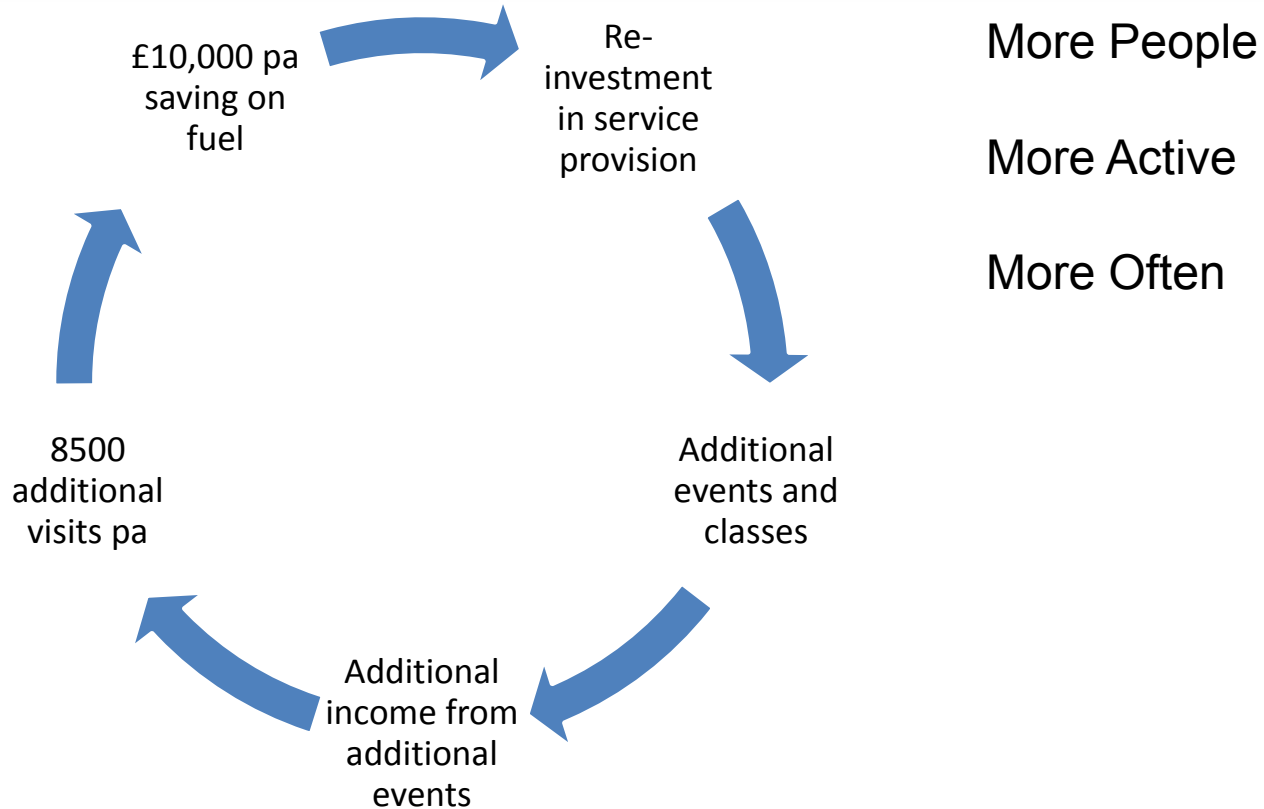 £10,000 pa
saving on
fuel
Re-
investment
in service
provision
Additional
events and
classes
Additional
income from
additional
events
8500
additional
visits pa
More People
More Active
More Often